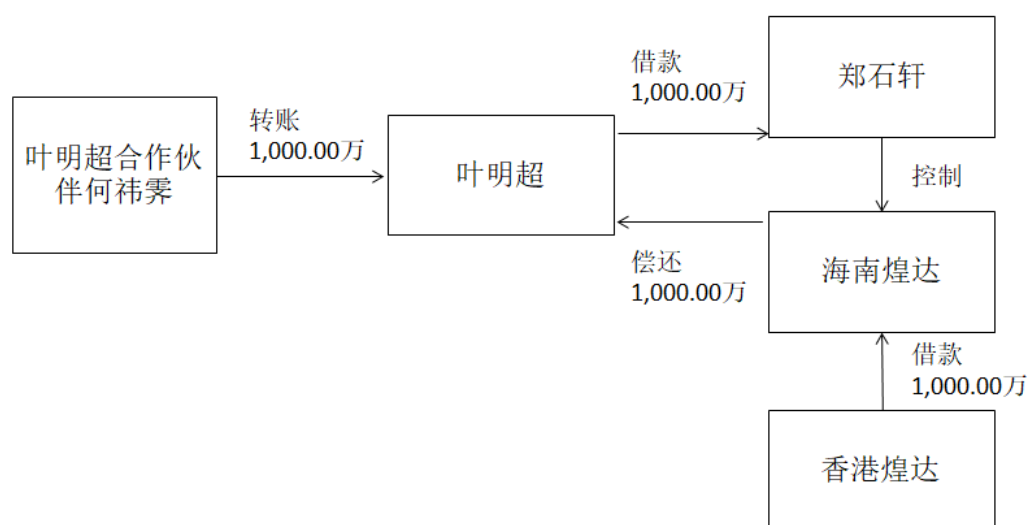 叶明超合作伙
伴何祎霁
转账
1,000.00万
叶明超
借款
1,000.00万
郑石轩
控制
偿还
1,000.00万
海南煌达
借款
1,000.00万
香港煌达